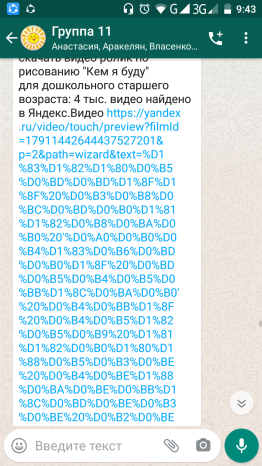 3G 9:43
Группа 11
Анастасия, Аракелян, Власенко...
скачать видео ролик по
рисованию "Кем я буду"
для дошкольного старшего
возраста: 4 тыс. видео найдено
в Яндекс.Видео https://yandex
.ru/video/touch/preview?filmId
=17911442644437527201&
p=2&path=wizard&text=%D1
%83%D1%82%D1%80%D0%B5
%D0%BD%D0%BD%D1%8F%D1
%8F%20%D0%B3%D0%B8%D0
%BC%D0%BD%D0%B0%D1%81
%D1%82%D0%B8%D0%BA%D0
%B0%20'%D0%A0%D0%B0%D0
%B4%D1%83%D0%B6%D0%BD
%D0%B0%D1%8F%20%D0%BD
%D0%B5%D0%B4%D0%B5%D0
%BB%D1%8C%D0%BA%D0%B0'
%20%D0%B4%D0%BB%D1%8F
%20%D0%B4%D0%B5%D1%82
%D0%B5%D0%B9%20%D1%81
%D1%82%D0%B0%D1%80%D1
%88%D0%B5%D0%B3%D0%BE
%20%D0%B4%D0%BE%D1%88
%D0%BA%D0%BE%D0%BB%D1
%8C%D0%BD%D0%BE%D0%B3
%D0%BE%20%D0%B2%D0%BE
Введите текст